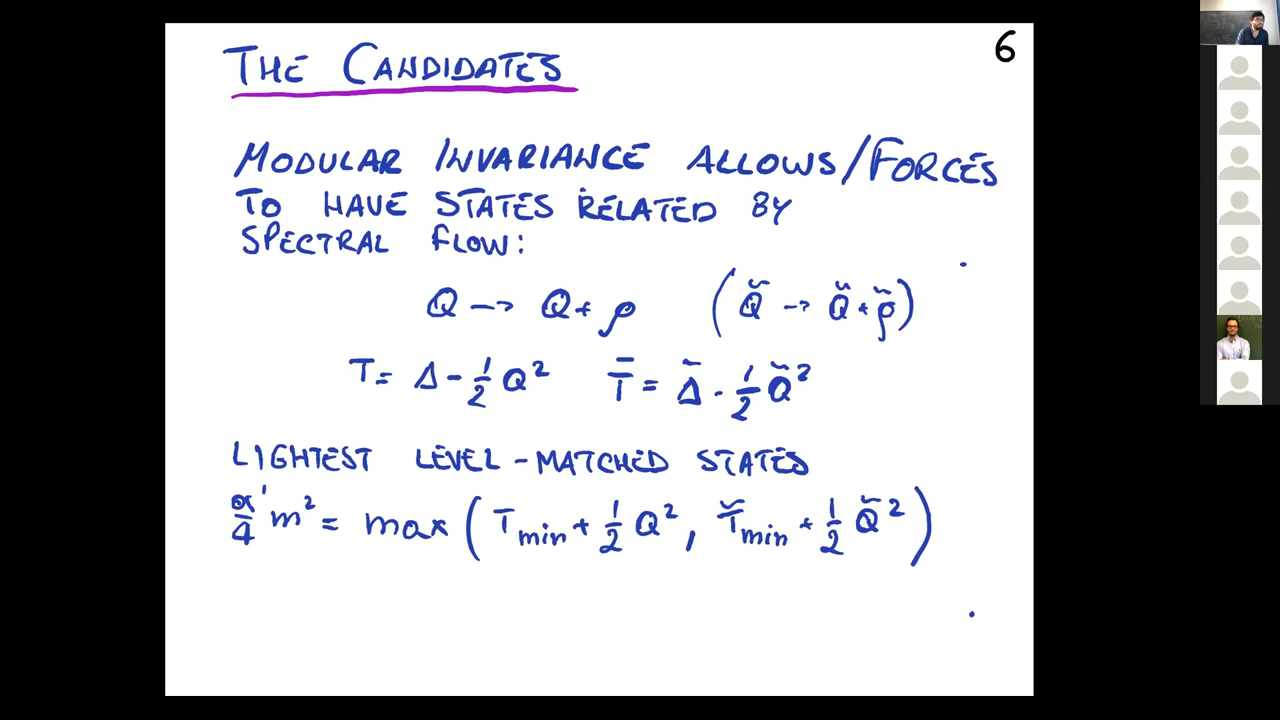 6
THE CANDIDATES
MODULAR INVARIANCE ALLOWS/FORCES
TO HAVE STATES RELATED BY
SPECTRAL FLOW:
Q → Q + ρ (Q̃ → Q̃ + ρ̃)
T = Δ - 1/2 Q² T̄ = Δ̃ - 1/2 Q̃²
LIGHTEST LEVEL-MATCHED STATES
α'/4 m² = max (T_min + 1/2 Q², T̃_min + 1/2 Q̃²)